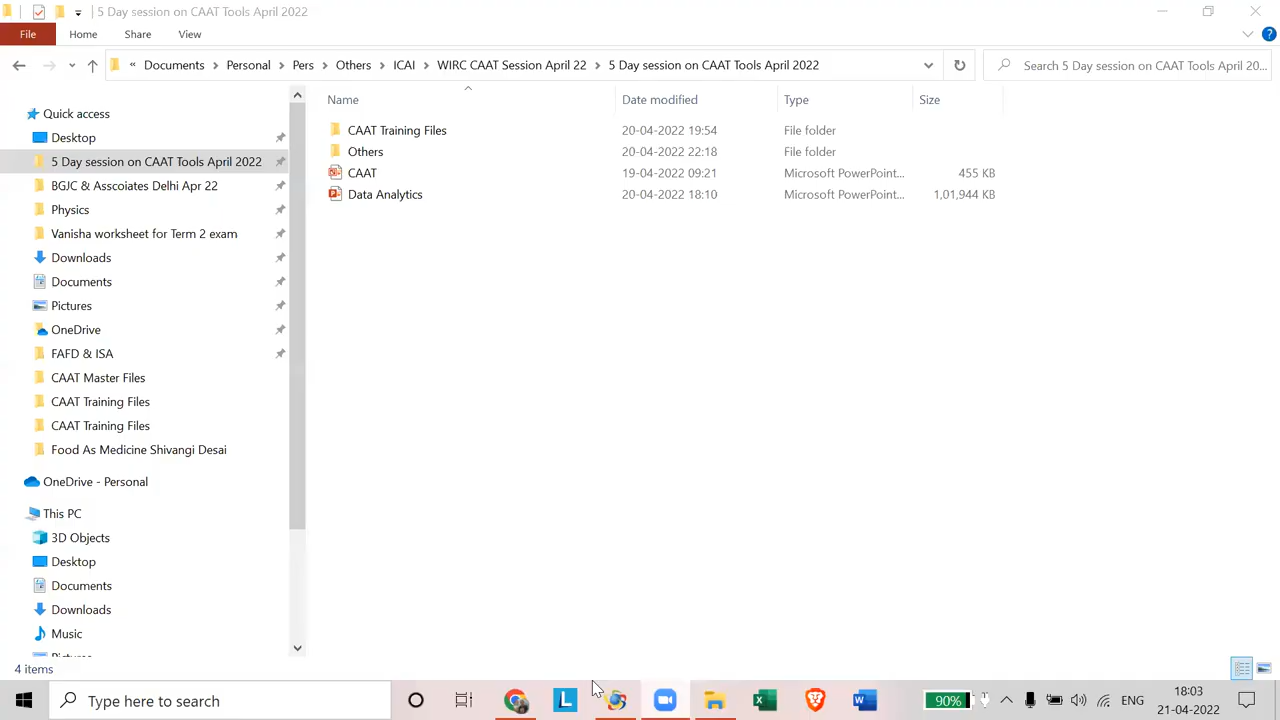 5 Day session on CAAT Tools April 2022
File Home Share View
« Documents > Personal > Pers > Others > ICAI > WIRC CAAT Session April 22 > 5 Day session on CAAT Tools April 2022
Search 5 Day session on CAAT Tools April 20...
Name Date modified Type Size
Quick access
Desktop
5 Day session on CAAT Tools April 2022
BGJC & Asscoiates Delhi Apr 22
Physics
Vanisha worksheet for Term 2 exam
Downloads
Documents
Pictures
OneDrive
FAFD & ISA
CAAT Master Files
CAAT Training Files
CAAT Training Files
Food As Medicine Shivangi Desai
OneDrive - Personal
This PC
3D Objects
Desktop
Documents
Downloads
Music
CAAT Training Files 20-04-2022 19:54 File folder
Others 20-04-2022 22:18 File folder
CAAT 19-04-2022 09:21 Microsoft PowerPoint... 455 KB
Data Analytics 20-04-2022 18:10 Microsoft PowerPoint... 1,01,944 KB
4 items
Type here to search
L
90%
ENG
18:03
21-04-2022